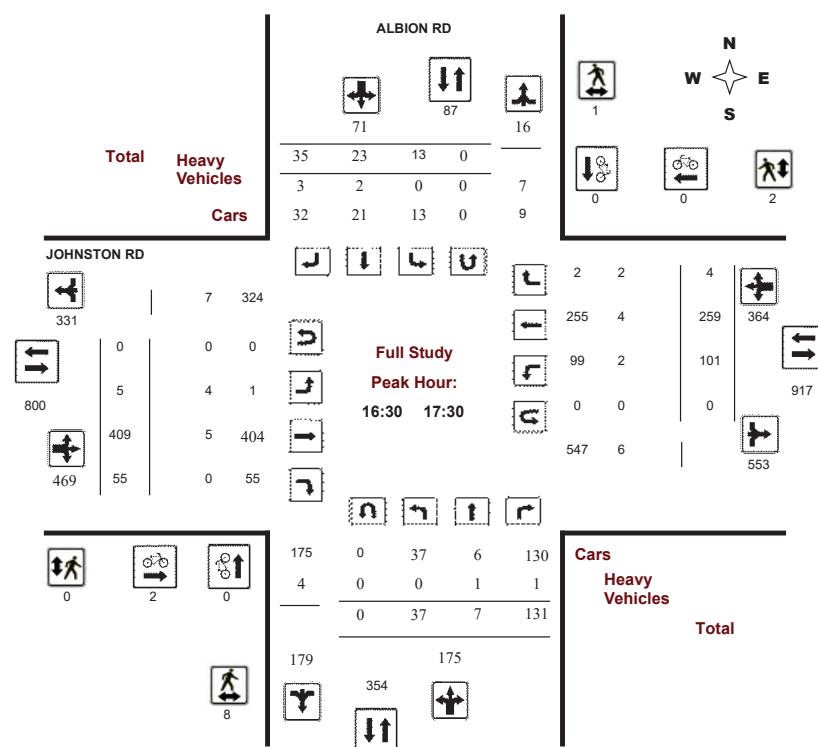 ALBION RD
N
W E
S
87
1
71
16
Total
Heavy
Vehicles
Cars
35 23 13 0
3 2 0 0 7
32 21 13 0 9
0 0 2
JOHNSTON RD
331
7 324
2 2 4
255 4 259 364
99 2 101
0 0 0
547 6
917
553
800
0 0 0
5 4 1
409 5 404
469 55 0 55
Full Study
Peak Hour:
16:30 17:30
0 2 0
8
175 0 37 6 130
4 0 0 1 1
0 37 7 131
Cars
Heavy
Vehicles
Total
179 175
354